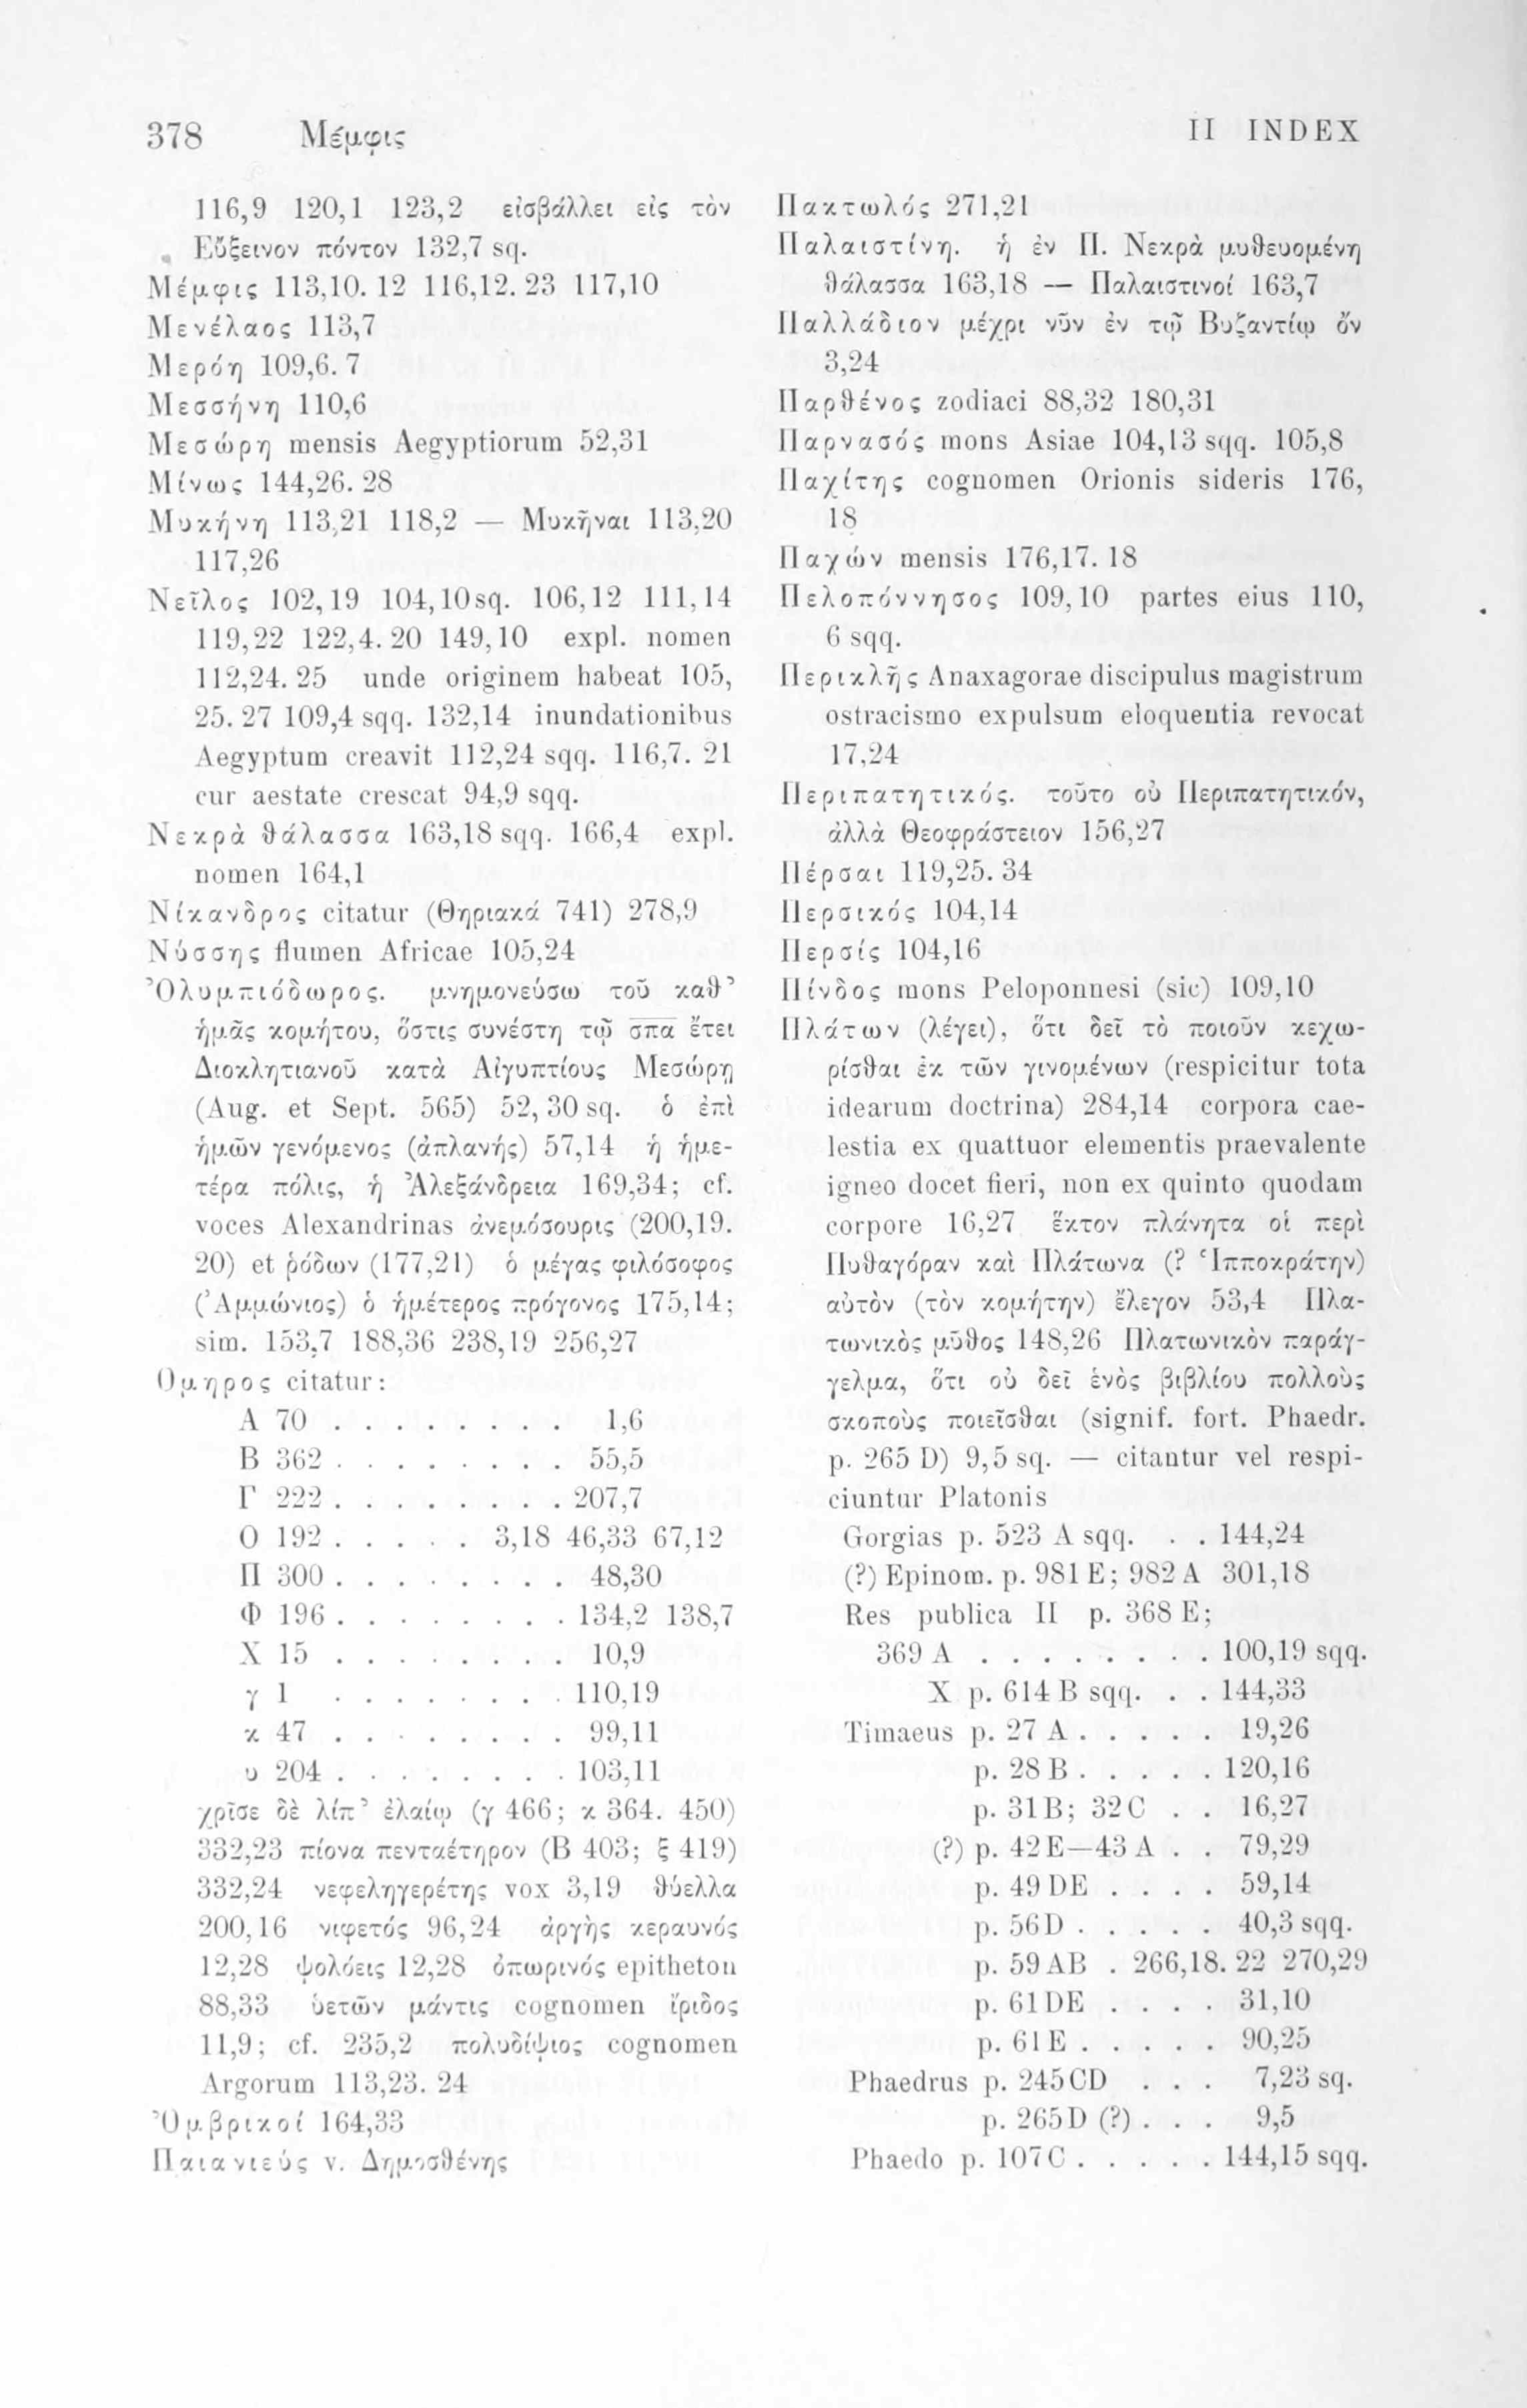 378 Μέμφις II INDEX
116,9 120,1 123,2 εἰσβάλλει εἰς τὸν
Εὔξεινον πόντον 132,7 sq.
Μέμφις 113,10. 12 116,12. 23 117,10
Μενέλαος 113,7
Μερόη 109,6. 7
Μεσσήνη 110,6
Μεσώρη mensis Aegyptiorum 52,31
Μίνως 144,26. 28
Μυκήνη 113,21 118,2 — Μυκῆναι 113,20
117,26
Νεῖλος 102,19 104,10sq. 106,12 111,14
119,22 122,4. 20 149,10 expl. nomen
112,24. 25 unde originem habeat 105,
25. 27 109,4 sqq. 132,14 inundationibus
Aegyptum creavit 112,24 sqq. 116,7. 21
cur aestate crescat 94,9 sqq.
Νεκρὰ θάλασσα 163,18 sqq. 166,4 expl.
nomen 164,1
Νίκανδρος citatur (Θηριακά 741) 278,9
Νύσσης flumen Africae 105,24
Ὀλυμπιόδωρος. μνημονεύσω τοῦ καθ’
ἡμᾶς κομήτου, ὅστις συνέστη τῷ σπα ἔτει
Διοκλητιανοῦ κατὰ Αἰγυπτίους Μεσώρῃ
(Aug. et Sept. 565) 52, 30 sq. ὁ ἐπὶ
ἡμῶν γενόμενος (ἀπλανής) 57,14 ἡ ἡμε-
τέρα πόλις, ἡ Ἀλεξάνδρεια 169,34; cf.
voces Alexandrinas ἀνεμόσουρις (200,19.
20) et ῥόδων (177,21) ὁ μέγας φιλόσοφος
(Ἀμμώνιος) ὁ ἡμέτερος πρόγονος 175,14;
sim. 153,7 188,36 238,19 256,27
Ομηρος citatur:
Α 70 . . . . . . . . 1,6
Β 362 . . . . . . . . 55,5
Γ 222 . . . . . . . . 207,7
Ο 192 . . . . . 3,18 46,33 67,12
Π 300 . . . . . . . . 48,30
Φ 196 . . . . . . . . 134,2 138,7
Χ 15 . . . . . . . . 10,9
γ 1 . . . . . . . . 110,19
κ 47 . . . . . . . . 99,11
υ 204 . . . . . . . . 103,11
χρῖσε δὲ λίπ’ ἐλαίῳ (γ 466; κ 364. 450)
332,23 πίονα πενταέτηρον (Β 403; ξ 419)
332,24 νεφεληγερέτης vox 3,19 θύελλα
200,16 νιφετός 96,24 ἀργὴς κεραυνός
12,28 ψολόεις 12,28 ὀπωρινός epitheton
88,33 ὑετῶν μάντις cognomen ἴριδος
11,9; cf. 235,2 πολυδίψιος cognomen
Argorum 113,23. 24
Ὀμβρικοί 164,33
Παιανιεύς v. Δημοσθένης
Πακτωλός 271,21
Παλαιστίνη. ἡ ἐν Π. Νεκρὰ μυθευομένη
θάλασσα 163,18 — Παλαιστινοί 163,7
Παλλάδιον μέχρι νῦν ἐν τῷ Βυζαντίῳ ὄν
3,24
Παρθένος zodiaci 88,32 180,31
Παρνασός mons Asiae 104,13 sqq. 105,8
Παχίτης cognomen Orionis sideris 176,
18
Παχών mensis 176,17. 18
Πελοπόννησος 109,10 partes eius 110,
6 sqq.
Περικλῆς Anaxagorae discipulus magistrum
ostracismo expulsum eloquentia revocat
17,24
Περιπατητικός. τοῦτο οὐ Περιπατητικόν,
ἀλλὰ Θεοφράστειον 156,27
Πέρσαι 119,25. 34
Περσικός 104,14
Περσίς 104,16
Πίνδος mons Peloponnesi (sic) 109,10
Πλάτων (λέγει), ὅτι δεῖ τὸ ποιοῦν κεχω-
ρίσθαι ἐκ τῶν γινομένων (respicitur tota
idearum doctrina) 284,14 corpora cae-
lestia ex quattuor elementis praevalente
igneo docet fieri, non ex quinto quodam
corpore 16,27 ἕκτον πλάνητα οἱ περὶ
Πυθαγόραν καὶ Πλάτωνα (? Ἱπποκράτην)
αὐτὸν (τὸν κομήτην) ἔλεγον 53,4 Πλα-
τωνικὸς μῦθος 148,26 Πλατωνικὸν παράγ-
γελμα, ὅτι οὐ δεῖ ἑνὸς βιβλίου πολλοὺς
σκοποὺς ποιεῖσθαι (signif. fort. Phaedr.
p. 265 D) 9,5 sq. — citantur vel respi-
ciuntur Platonis
Gorgias p. 523 A sqq. . . 144,24
(?) Epinom. p. 981 E; 982 A 301,18
Res publica II p. 368 E;
369 A . . . . . . . . 100,19 sqq.
X p. 614 B sqq. . . 144,33
Timaeus p. 27 A . . . . . 19,26
p. 28 B . . . . . 120,16
p. 31B; 32C . . 16,27
(?) p. 42 E—43 A . . 79,29
p. 49 DE . . . . 59,14
p. 56D . . . . . 40,3 sqq.
p. 59 AB . 266,18. 22 270,29
p. 61 DE . . . . 31,10
p. 61 E . . . . . 90,25
Phaedrus p. 245 CD . . . 7,23 sq.
p. 265 D (?) . . . 9,5
Phaedo p. 107 C . . . . . 144,15 sqq.